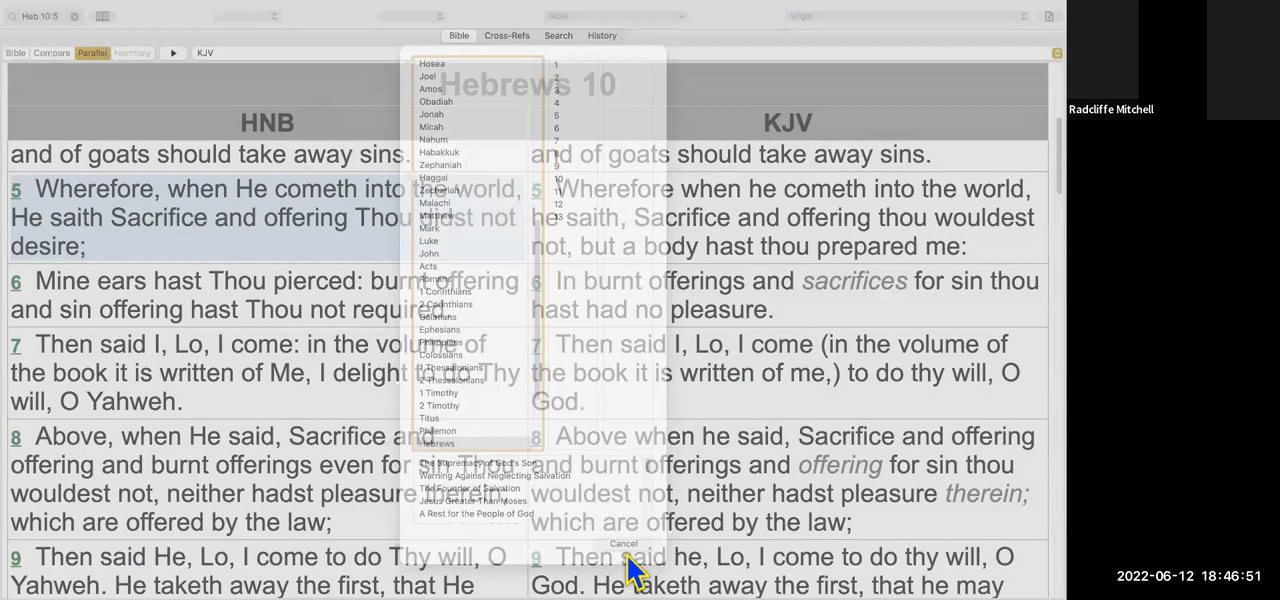 Heb 10:5
Bible
Virgin
Bible Cross-Refs Search History
Bible Compare Parallel Harmony KJV
Hebrews 10
HNB KJV
and of goats should take away sins.
5 Wherefore, when He cometh into the world,
He saith Sacrifice and offering Thou didst not
desire;
6 Mine ears hast Thou pierced: burnt offering
and sin offering hast Thou not required.
7 Then said I, Lo, I come: in the volume of
the book it is written of Me, I delight to do Thy
will, O Yahweh.
8 Above, when He said, Sacrifice and
offering and burnt offerings even for sin Thou
wouldest not, neither hadst pleasure therein,
which are offered by the law;
9 Then said He, Lo, I come to do Thy will, O
Yahweh. He taketh away the first, that He
and of goats should take away sins.
5 Wherefore when he cometh into the world,
he saith, Sacrifice and offering thou wouldest
not, but a body hast thou prepared me:
6 In burnt offerings and sacrifices for sin thou
hast had no pleasure.
7 Then said I, Lo, I come (in the volume of
the book it is written of me,) to do thy will, O
God.
8 Above when he said, Sacrifice and offering
and burnt offerings and offering for sin thou
wouldest not, neither hadst pleasure therein;
which are offered by the law;
9 Then said he, Lo, I come to do thy will, O
God. He taketh away the first, that he may
Hosea
Joel
Amos
Obadiah
Jonah
Micah
Nahum
Habakkuk
Zephaniah
Haggai
Zechariah
Malachi
Matthew
Mark
Luke
John
Acts
Romans
1 Corinthians
2 Corinthians
Galatians
Ephesians
Philippians
Colossians
1 Thessalonians
2 Thessalonians
1 Timothy
2 Timothy
Titus
Philemon
Hebrews
1
2
3
4
5
6
7
8
9
10
11
12
13
The Supremacy of God's Son
Warning Against Neglecting Salvation
The Founder of Salvation
Jesus Greater Than Moses
A Rest for the People of God
Cancel
Radcliffe Mitchell
2022-06-12 18:46:51